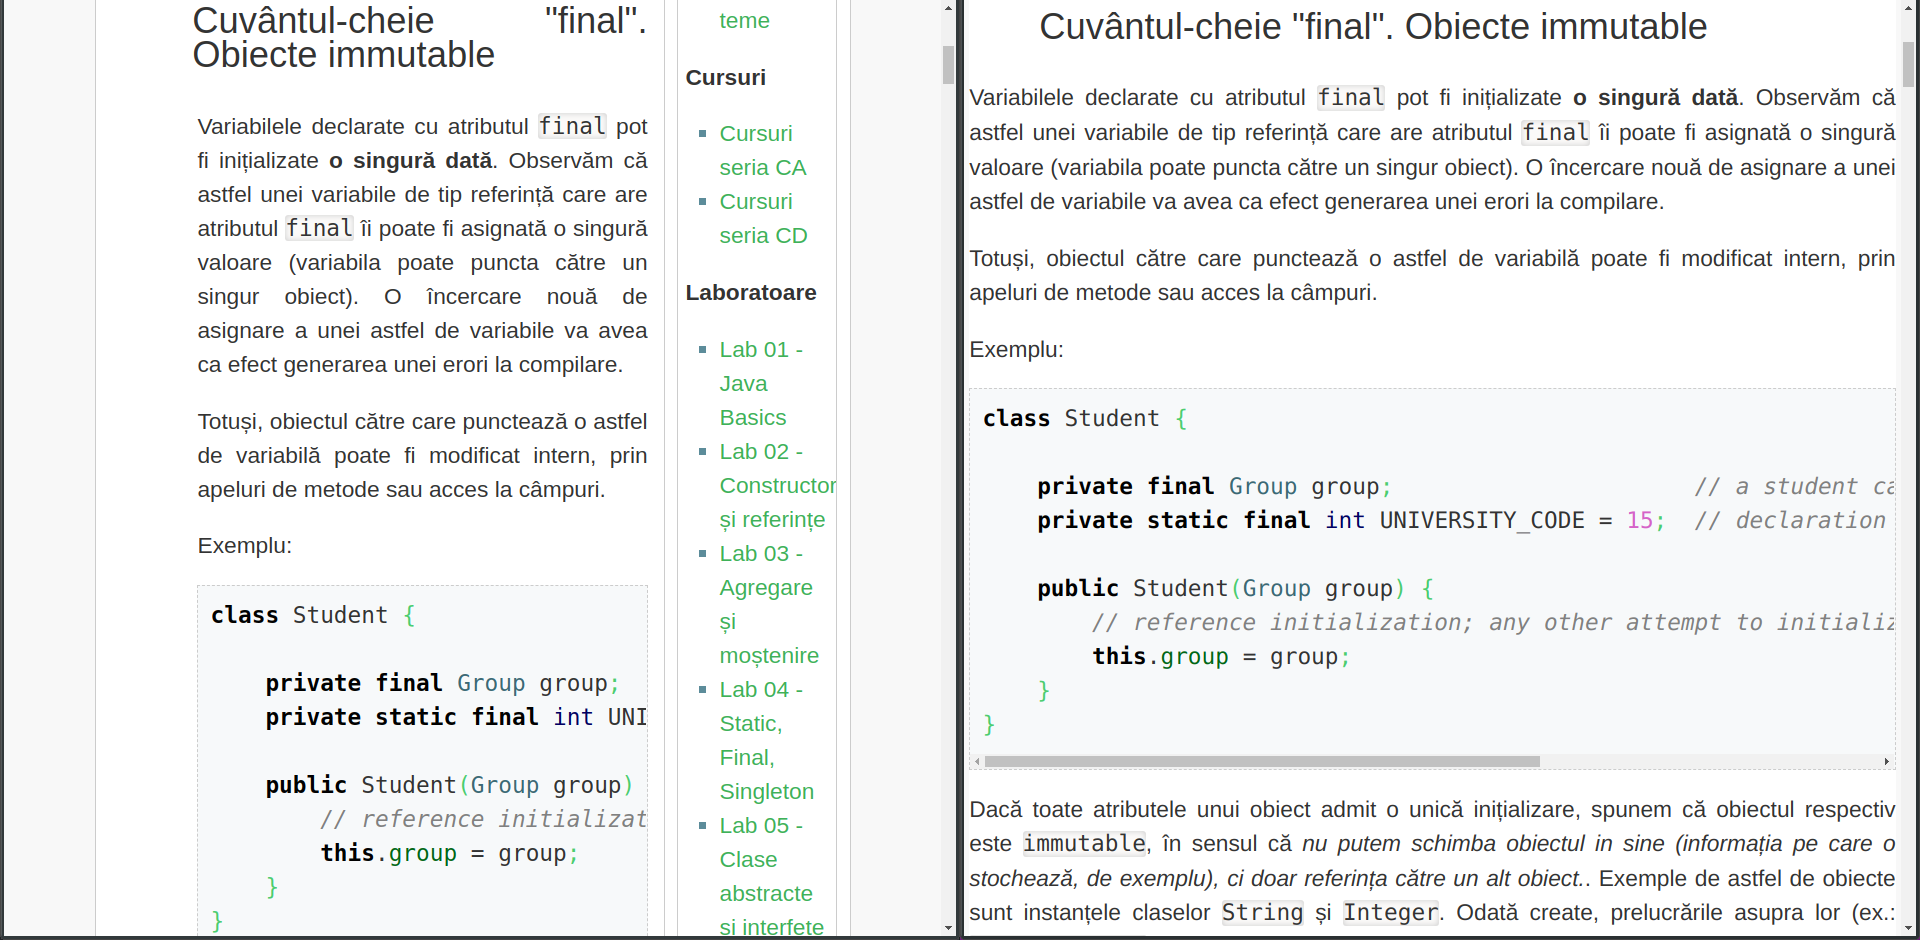 Cuvântul-cheie "final".
Obiecte immutable
Variabilele declarate cu atributul final pot
fi inițializate o singură dată. Observăm că
astfel unei variabile de tip referință care are
atributul final îi poate fi asignată o singură
valoare (variabila poate puncta către un
singur obiect). O încercare nouă de
asignare a unei astfel de variabile va avea
ca efect generarea unei erori la compilare.
Totuși, obiectul către care punctează o astfel
de variabilă poate fi modificat intern, prin
apeluri de metode sau acces la câmpuri.
Exemplu:
class Student {
private final Group group;
private static final int UNI
public Student(Group group)
// reference initializat
this.group = group;
}
}
teme
Cursuri
Cursuri
seria CA
Cursuri
seria CD
Laboratoare
Lab 01 -
Java
Basics
Lab 02 -
Constructor
și referințe
Lab 03 -
Agregare
și
moștenire
Lab 04 -
Static,
Final,
Singleton
Lab 05 -
Clase
abstracte
și interfețe
Cuvântul-cheie "final". Obiecte immutable
Variabilele declarate cu atributul final pot fi inițializate o singură dată. Observăm că
astfel unei variabile de tip referință care are atributul final îi poate fi asignată o singură
valoare (variabila poate puncta către un singur obiect). O încercare nouă de asignare a unei
astfel de variabile va avea ca efect generarea unei erori la compilare.
Totuși, obiectul către care punctează o astfel de variabilă poate fi modificat intern, prin
apeluri de metode sau acces la câmpuri.
Exemplu:
class Student {
private final Group group; // a student ca
private static final int UNIVERSITY_CODE = 15; // declaration
public Student(Group group) {
// reference initialization; any other attempt to initializ
this.group = group;
}
}
Dacă toate atributele unui obiect admit o unică inițializare, spunem că obiectul respectiv
este immutable, în sensul că nu putem schimba obiectul in sine (informația pe care o
stochează, de exemplu), ci doar referința către un alt obiect.. Exemple de astfel de obiecte
sunt instanțele claselor String și Integer. Odată create, prelucrările asupra lor (ex.: